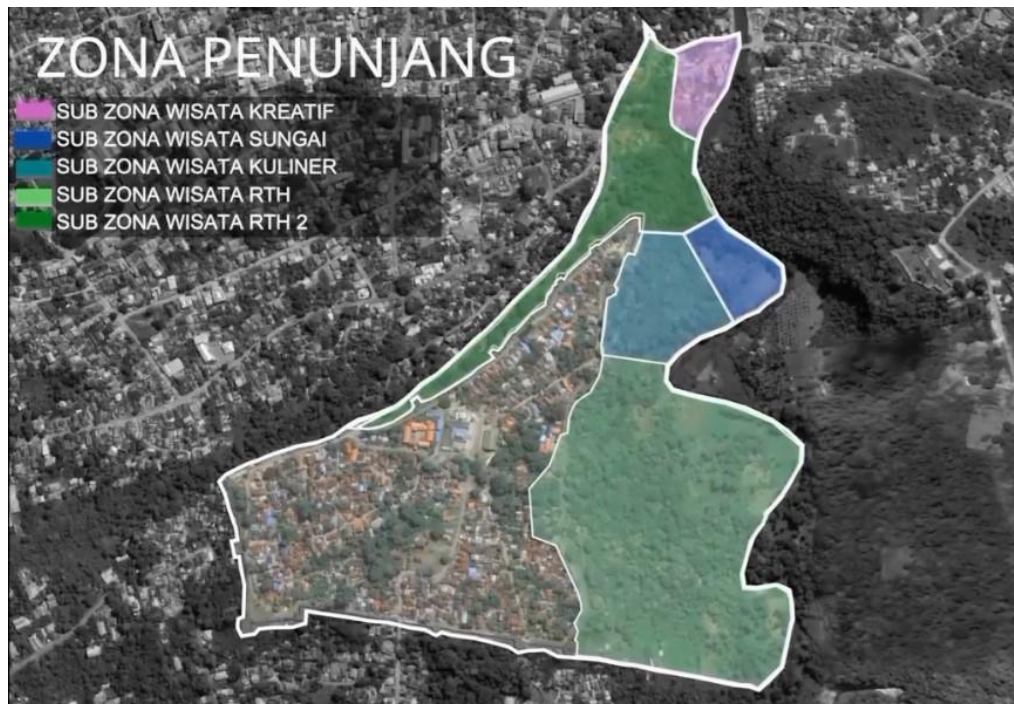 ZONA PENUNJANG
SUB ZONA WISATA KREATIF
SUB ZONA WISATA SUNGAI
SUB ZONA WISATA KULINER
SUB ZONA WISATA RTH
SUB ZONA WISATA RTH 2